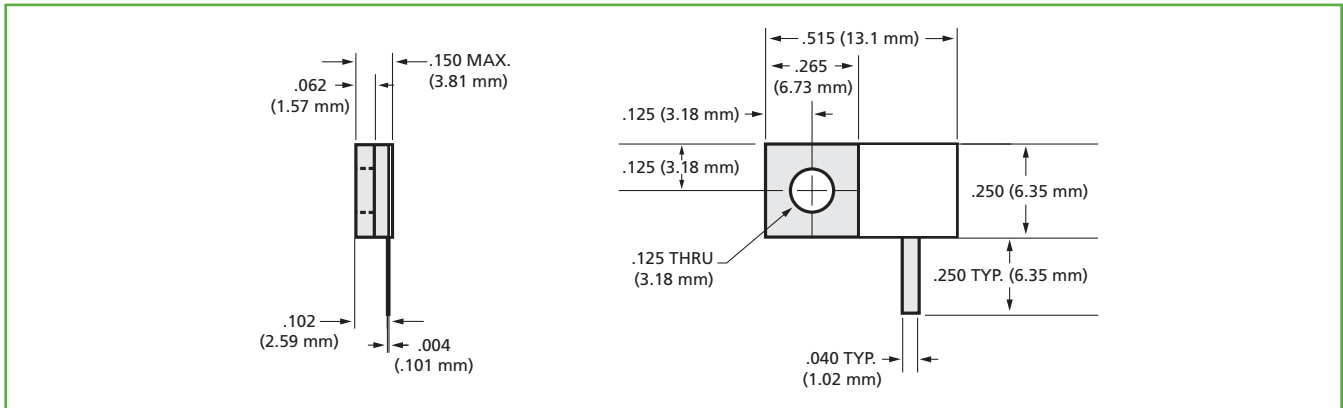 .150 MAX.
(3.81 mm)
.062
(1.57 mm)
.102
(2.59 mm)
.004
(.101 mm)
.515 (13.1 mm)
.265
(6.73 mm)
.125 (3.18 mm)
.125 (3.18 mm)
.250 (6.35 mm)
.125 THRU
(3.18 mm)
.250 TYP. (6.35 mm)
.040 TYP.
(1.02 mm)